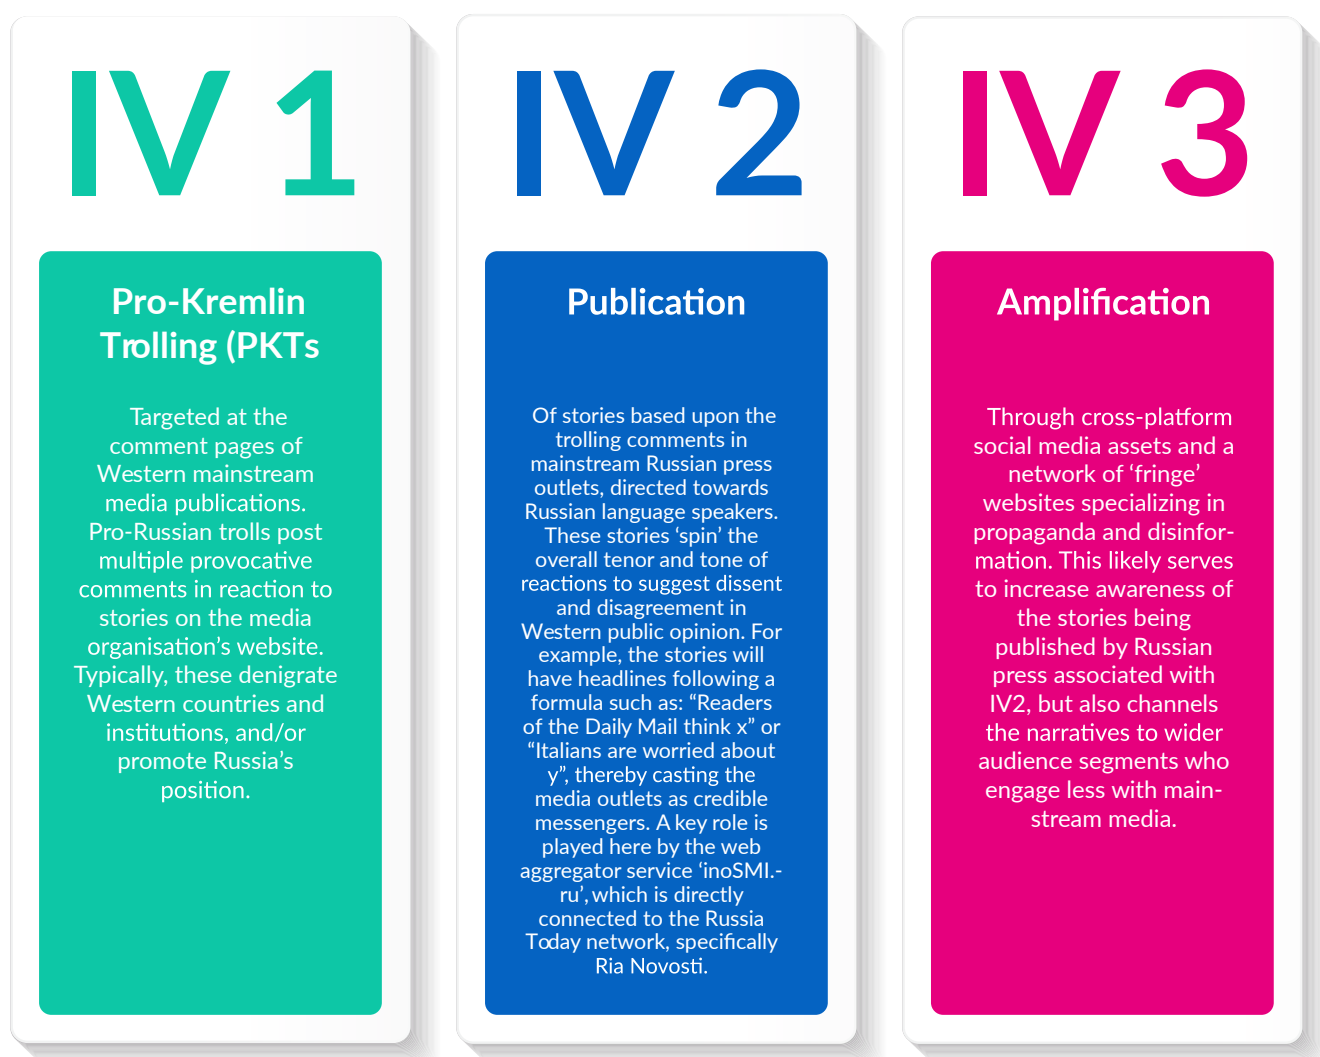 IV 1
Pro-Kremlin
Trolling (PKTs
Targeted at the
comment pages of
Western mainstream
media publications.
Pro-Russian trolls post
multiple provocative
comments in reaction to
stories on the media
organisation’s website.
Typically, these denigrate
Western countries and
institutions, and/or
promote Russia’s
position.
IV 2
Publication
Of stories based upon the
trolling comments in
mainstream Russian press
outlets, directed towards
Russian language speakers.
These stories ‘spin’ the
overall tenor and tone of
reactions to suggest dissent
and disagreement in
Western public opinion. For
example, the stories will
have headlines following a
formula such as: “Readers
of the Daily Mail think x” or
“Italians are worried about
y”, thereby casting the
media outlets as credible
messengers. A key role is
played here by the web
aggregator service ‘inoSMI.-
ru’, which is directly
connected to the Russia
Today network, specifically
Ria Novosti.
IV 3
Amplification
Through cross-platform
social media assets and a
network of ‘fringe’
websites specializing in
propaganda and disinfor-
mation. This likely serves
to increase awareness of
the stories being
published by Russian
press associated with
IV2, but also channels
the narratives to wider
audience segments who
engage less with main-
stream media.